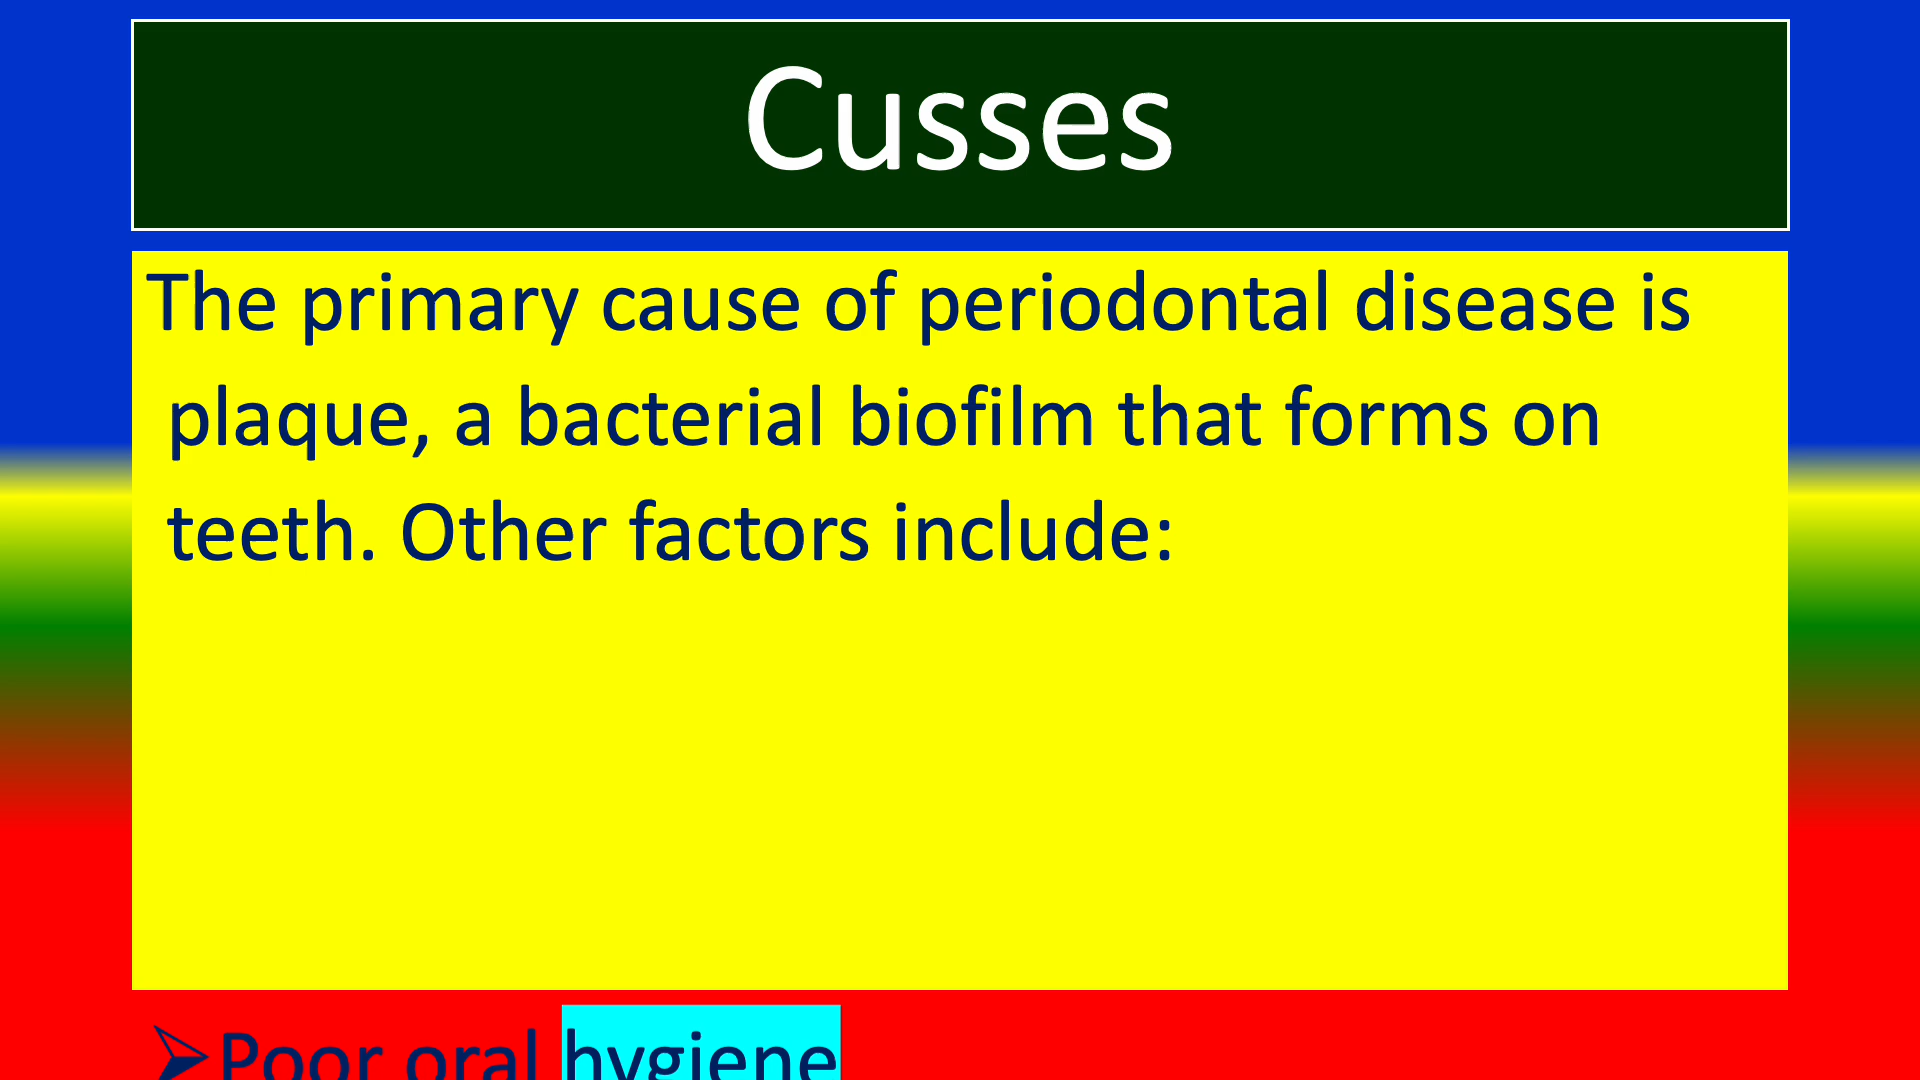 Cusses
The primary cause of periodontal disease is
plaque, a bacterial biofilm that forms on
teeth. Other factors include:
➢Poor oral hygiene